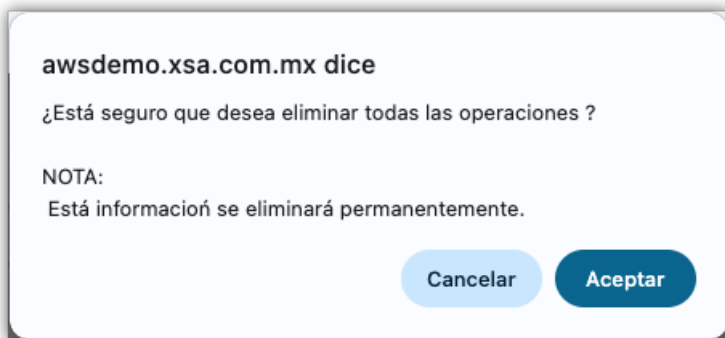 awsdemo.xsa.com.mx dice
¿Está seguro que desea eliminar todas las operaciones ?
NOTA:
Está informacioń se eliminará permanentemente.
Cancelar
Aceptar